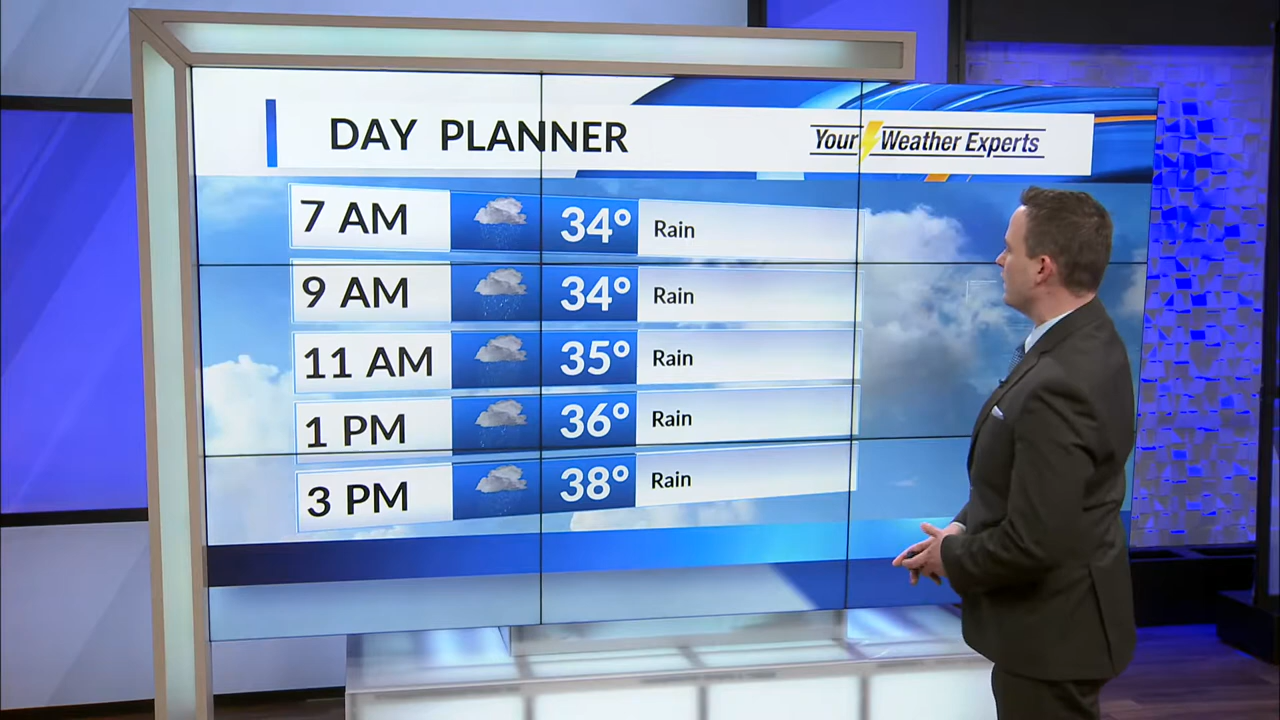 DAY PLANNER
Your Weather Experts
7 AM 34° Rain
9 AM 34° Rain
11 AM 35° Rain
1 PM 36° Rain
3 PM 38° Rain